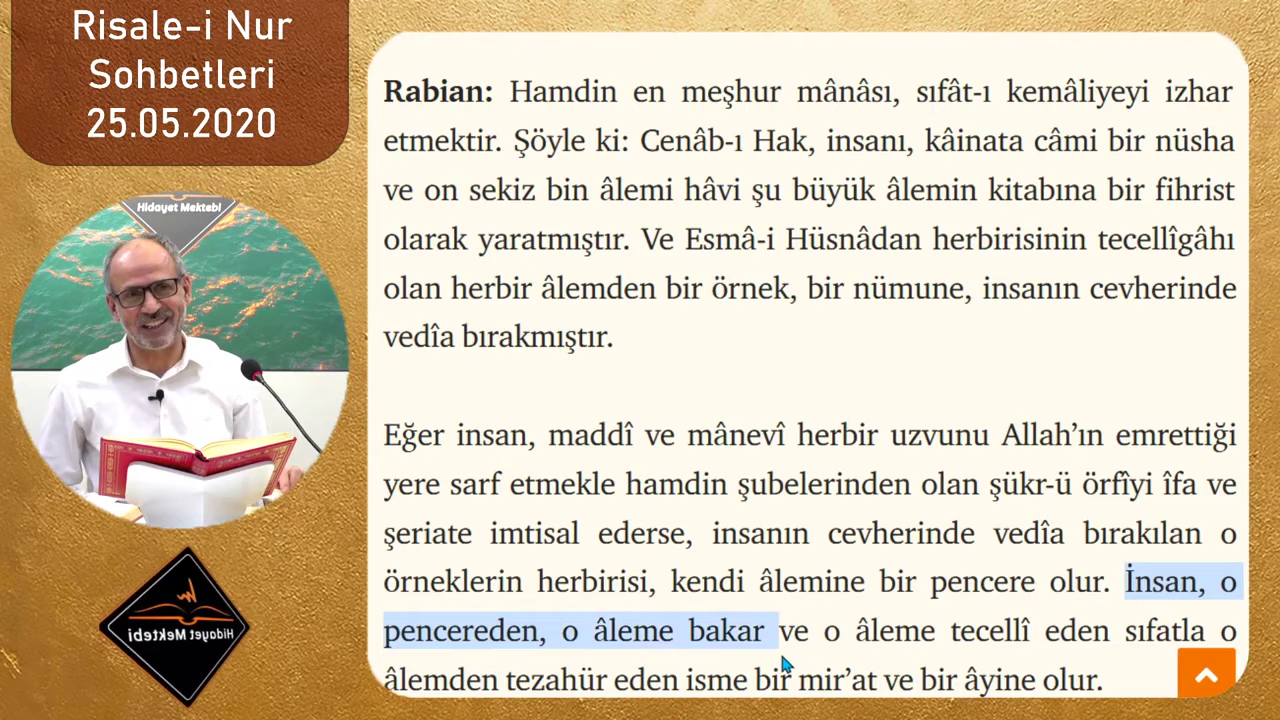 Risale-i Nur
Sohbetleri
25.05.2020
Hidayet Mektebi
Hidayet Mektebi
Rabian: Hamdin en meşhur mânâsı, sıfât-ı kemâliyeyi izhar
etmektir. Şöyle ki: Cenâb-ı Hak, insanı, kâinata câmi bir nüsha
ve on sekiz bin âlemi hâvi şu büyük âlemin kitabına bir fihrist
olarak yaratmıştır. Ve Esmâ-i Hüsnâdan herbirisinin tecellîgâhı
olan herbir âlemden bir örnek, bir nümune, insanın cevherinde
vedîa bırakmıştır.
Eğer insan, maddî ve mânevî herbir uzvunu Allah’ın emrettiği
yere sarf etmekle hamdin şubelerinden olan şükr-ü örfîyi îfa ve
şeriate imtisal ederse, insanın cevherinde vedîa bırakılan o
örneklerin herbirisi, kendi âlemine bir pencere olur. İnsan, o
pencereden, o âleme bakar ve o âleme tecellî eden sıfatla o
âlemden tezahür eden isme bir mir’at ve bir âyine olur.